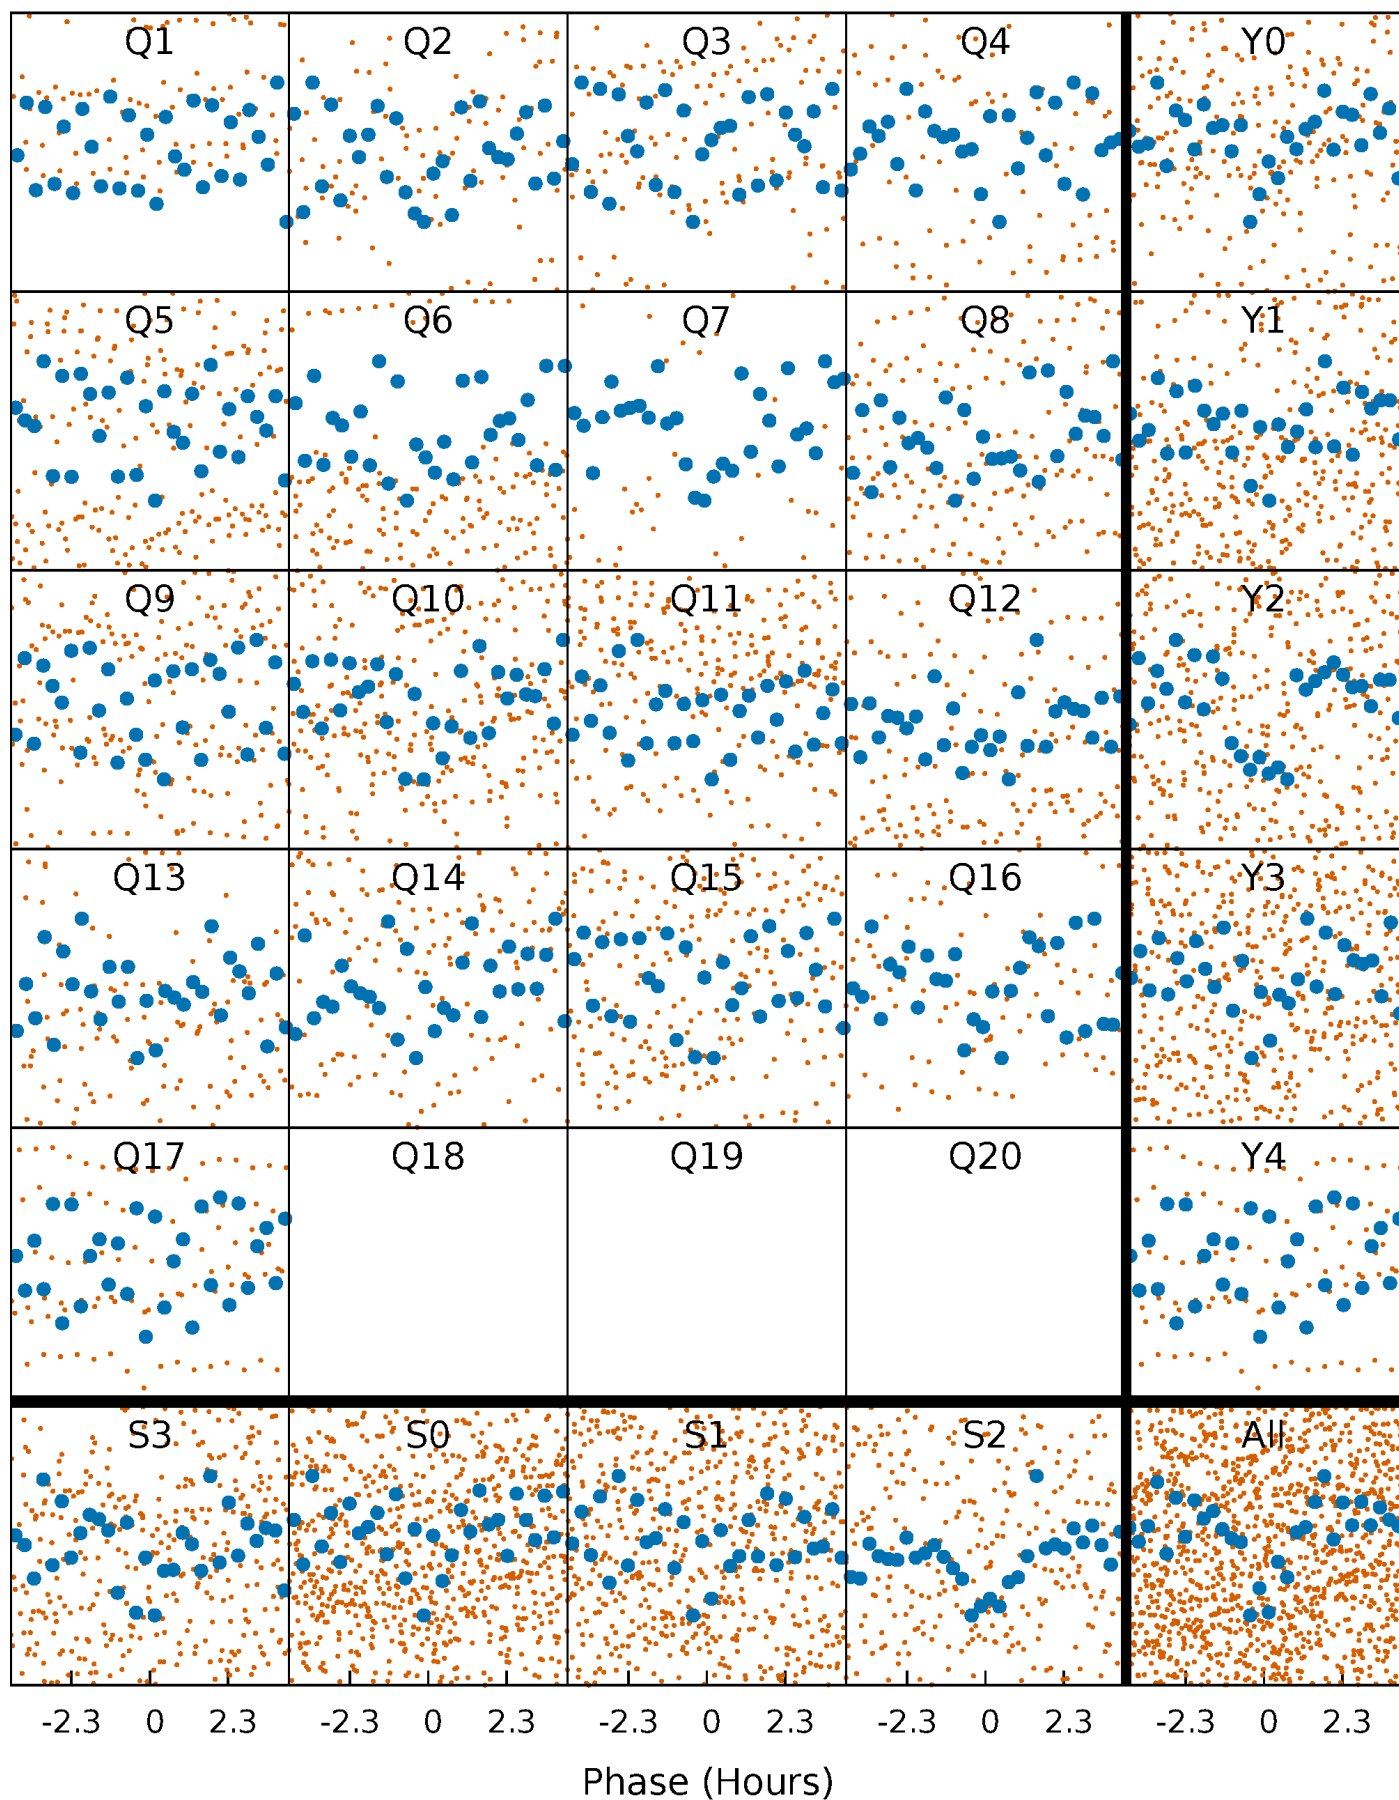 Q1 Q2 Q3 Q4 Y0
Q5 Q6 Q7 Q8 Y1
Q9 Q10 Q11 Q12 Y2
Q13 Q14 Q15 Q16 Y3
Q17 Q18 Q19 Q20 Y4
S3 S0 S1 S2 All
-2.3 0 2.3 -2.3 0 2.3 -2.3 0 2.3 -2.3 0 2.3 -2.3 0 2.3
Phase (Hours)